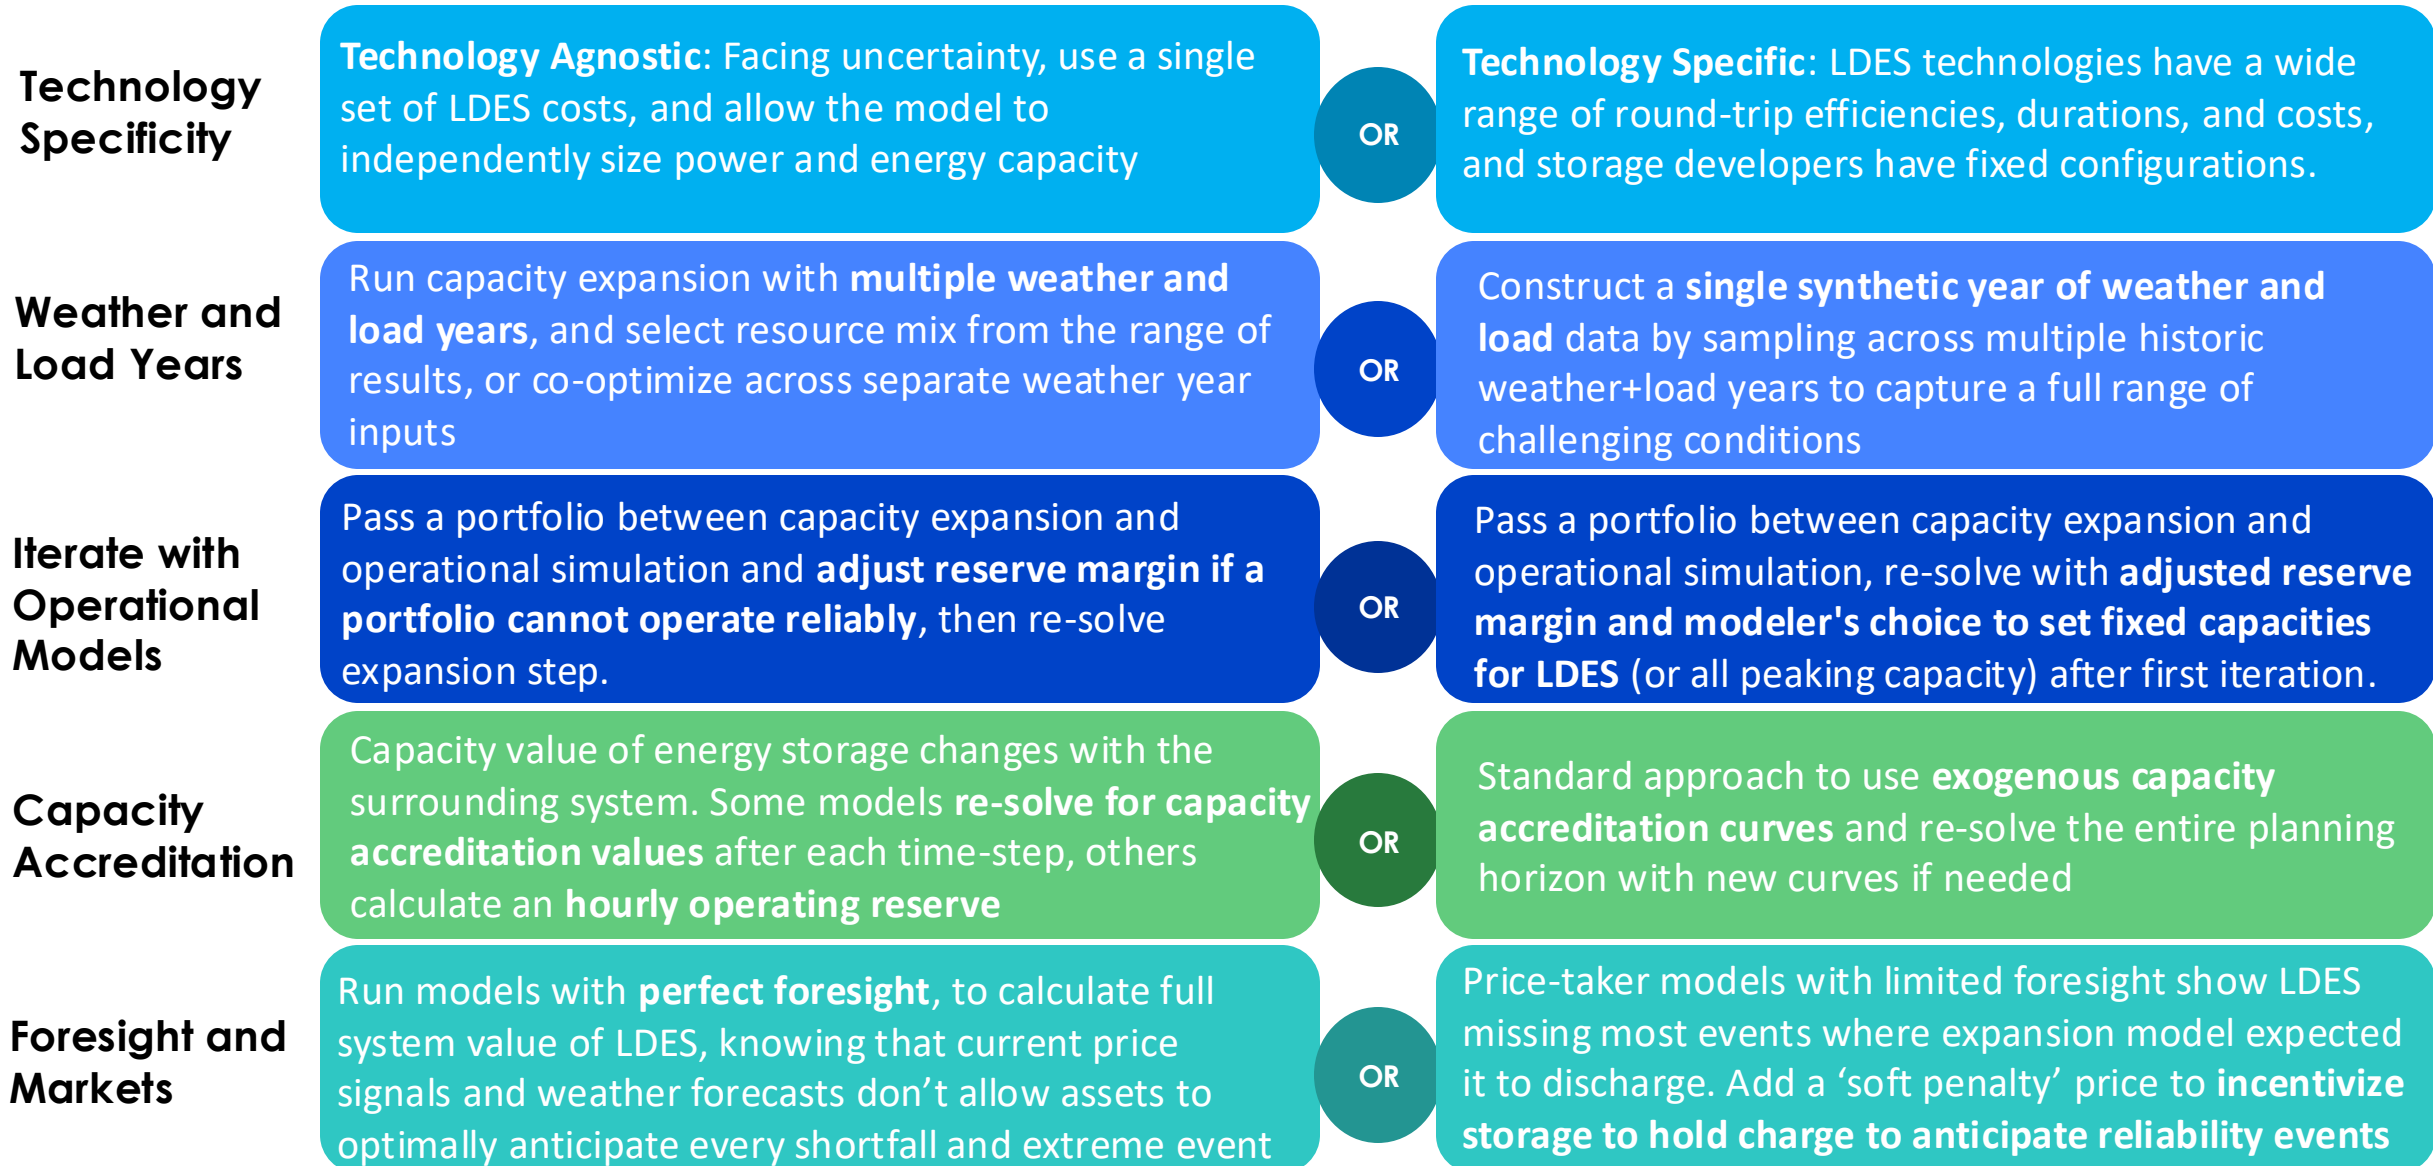 Technology
Specificity
Technology Agnostic: Facing uncertainty, use a single
set of LDES costs, and allow the model to
independently size power and energy capacity
OR
Technology Specific: LDES technologies have a wide
range of round-trip efficiencies, durations, and costs,
and storage developers have fixed configurations.
Weather and
Load Years
Run capacity expansion with multiple weather and
load years, and select resource mix from the range of
results, or co-optimize across separate weather year
inputs
OR
Construct a single synthetic year of weather and
load data by sampling across multiple historic
weather+load years to capture a full range of
challenging conditions
Iterate with
Operational
Models
Pass a portfolio between capacity expansion and
operational simulation and adjust reserve margin if a
portfolio cannot operate reliably, then re-solve
expansion step.
OR
Pass a portfolio between capacity expansion and
operational simulation, re-solve with adjusted reserve
margin and modeler's choice to set fixed capacities
for LDES (or all peaking capacity) after first iteration.
Capacity
Accreditation
Capacity value of energy storage changes with the
surrounding system. Some models re-solve for capacity
accreditation values after each time-step, others
calculate an hourly operating reserve
OR
Standard approach to use exogenous capacity
accreditation curves and re-solve the entire planning
horizon with new curves if needed
Foresight and
Markets
Run models with perfect foresight, to calculate full
system value of LDES, knowing that current price
signals and weather forecasts don’t allow assets to
optimally anticipate every shortfall and extreme event
OR
Price-taker models with limited foresight show LDES
missing most events where expansion model expected
it to discharge. Add a ‘soft penalty’ price to incentivize
storage to hold charge to anticipate reliability events